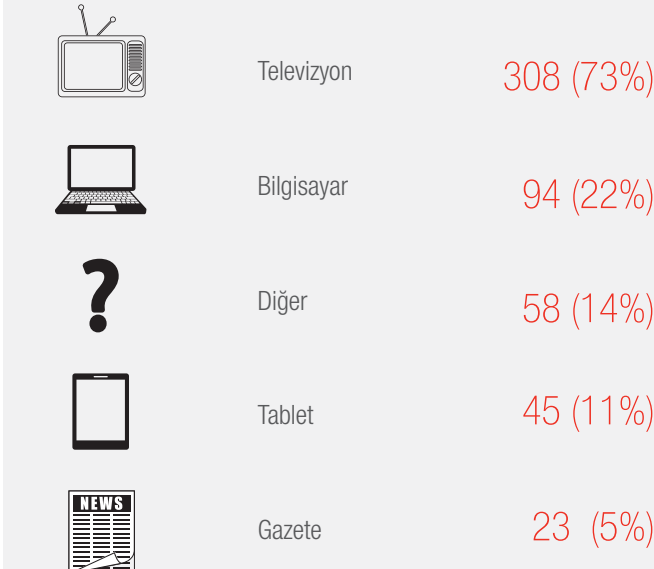 Televizyon 308 (73%)
Bilgisayar 94 (22%)
Diğer 58 (14%)
Tablet 45 (11%)
NEWS
Gazete 23 (5%)